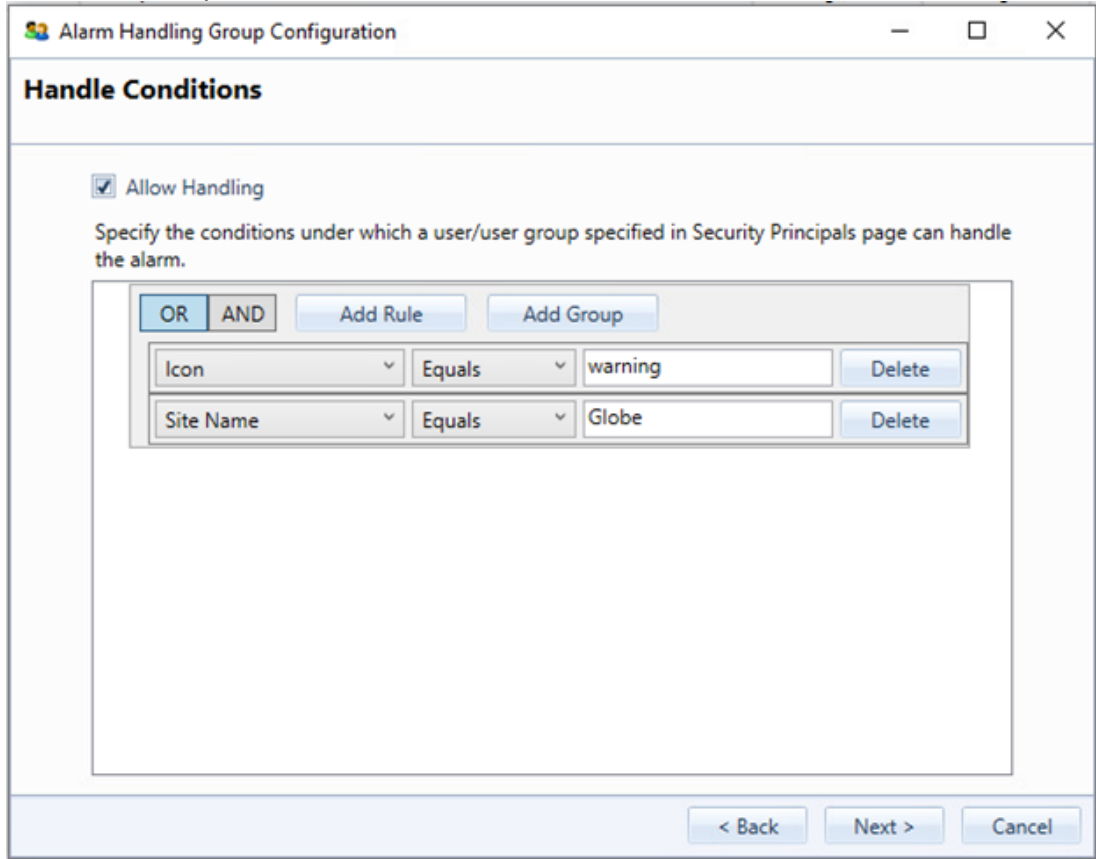 Alarm Handling Group Configuration
Handle Conditions
Allow Handling
Specify the conditions under which a user/user group specified in Security Principals page can handle
the alarm.
OR AND Add Rule Add Group
Icon Equals warning Delete
Site Name Equals Globe Delete
< Back Next > Cancel